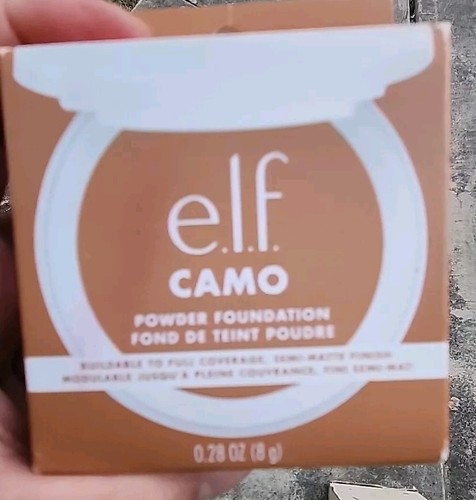 e.l.f.
CAMO
POWDER FOUNDATION
FOND DE TEINT POUDRE
BUILDABLE TO FULL COVERAGE, SEMI-MATTE FINISH
MODULABLE JUSQU'À PLEINE COUVRANCE, FINI SEMI-MAT
0.28 OZ (8 g)